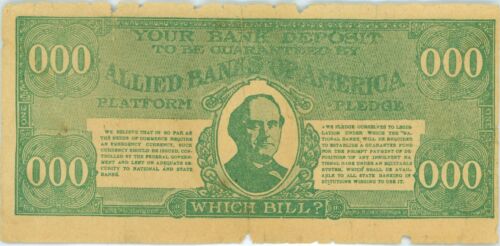 YOUR BANK DEPOSIT
TO BE GUARANTEED BY
ALLIED BANKS OF AMERICA
PLATFORM
PLEDGE
000
000
WE BELIEVE THAT IN SO FAR AS
THE NEEDS OF COMMERCE REQUIRE
AN EMERGENCY CURRENCY, SUCH
CURRENCY SHOULD BE ISSUED, CON-
TROLLED BY THE FEDERAL GOVERN-
MENT AND LENT ON ADEQUATE SE-
CURITY TO NATIONAL AND STATE
BANKS.
WE PLEDGE OURSELVES TO LEGIS-
LATION UNDER WHICH THE NA-
TIONAL BANKS, WILL BE REQUIRED
TO ESTABLISH A GUARANTEE FUND
FOR THE PROMPT PAYMENT OF DE-
POSITORS OF ANY INSOLVENT NA-
TIONAL BANK UNDER AN EQUITABLE
SYSTEM, WHICH SHALL BE AVAIL-
ABLE TO ALL STATE BANKING IN-
STITUTIONS WISHING TO USE IT.
000
000
WHICH BILL?